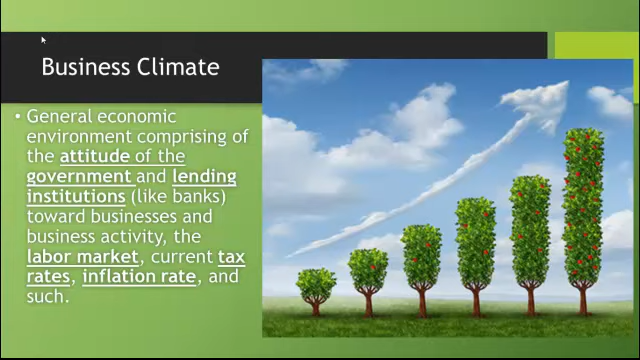 Business Climate
• General economic
environment comprising of
the attitude of the
government and lending
institutions (like banks)
toward businesses and
business activity, the
labor market, current tax
rates, inflation rate, and
such.